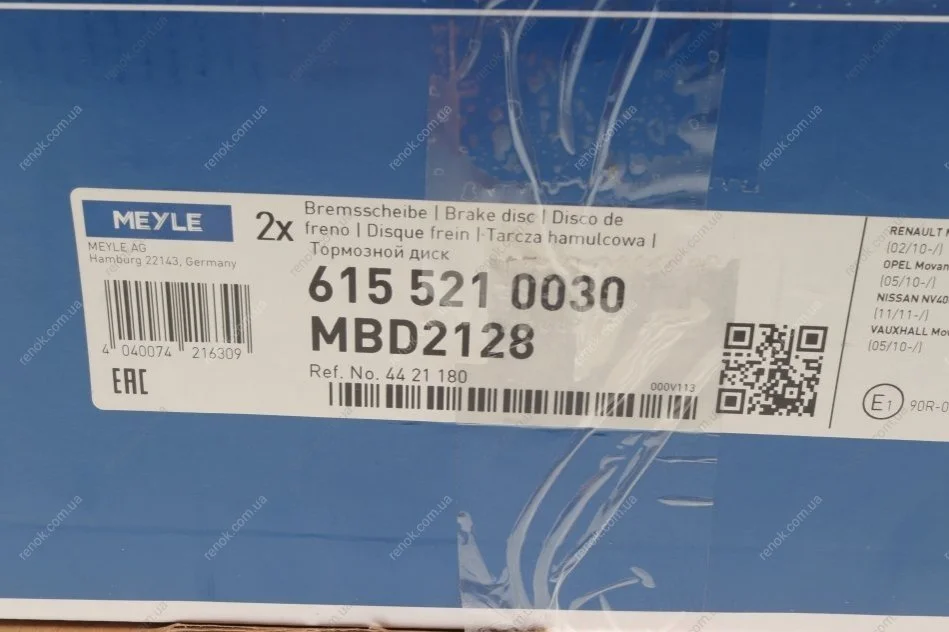 MEYLE
MEYLE AG
Hamburg 22143, Germany
4 040074 216309
EAC
2x
Bremsscheibe | Brake disc | Disco de
freno | Disque frein | Tarcza hamulcowa |
Тормозной диск
615 521 0030
MBD2128
Ref. No. 44 21 180
000V113
RENAULT
(02/10-/)
OPEL Movan
(05/10-/)
NISSAN NV40
(11/11-/)
VAUXHALL Mo
(05/10-/)
E1 90R-0
renok.com.ua